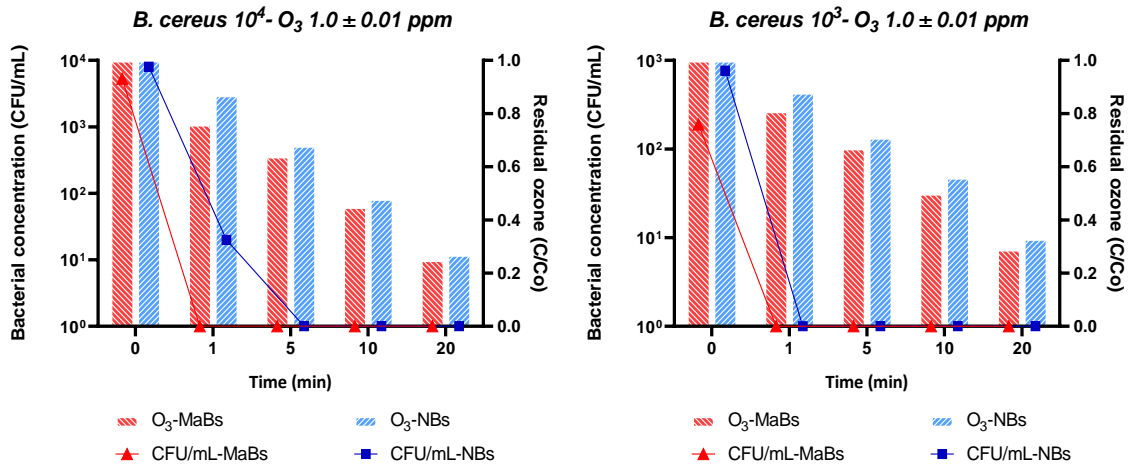 B. cereus 10⁴- O₃ 1.0 ± 0.01 ppm
Bacterial concentration (CFU/mL)
10⁴
10³
10²
10¹
10⁰
1.0
0.8
0.6
0.4
0.2
0.0
Residual ozone (C/Co)
0 1 5 10 20
Time (min)
O₃-MaBs O₃-NBs
CFU/mL-MaBs CFU/mL-NBs
B. cereus 10³- O₃ 1.0 ± 0.01 ppm
Bacterial concentration (CFU/mL)
10³
10²
10¹
10⁰
1.0
0.8
0.6
0.4
0.2
0.0
Residual ozone (C/Co)
0 1 5 10 20
Time (min)
O₃-MaBs O₃-NBs
CFU/mL-MaBs CFU/mL-NBs